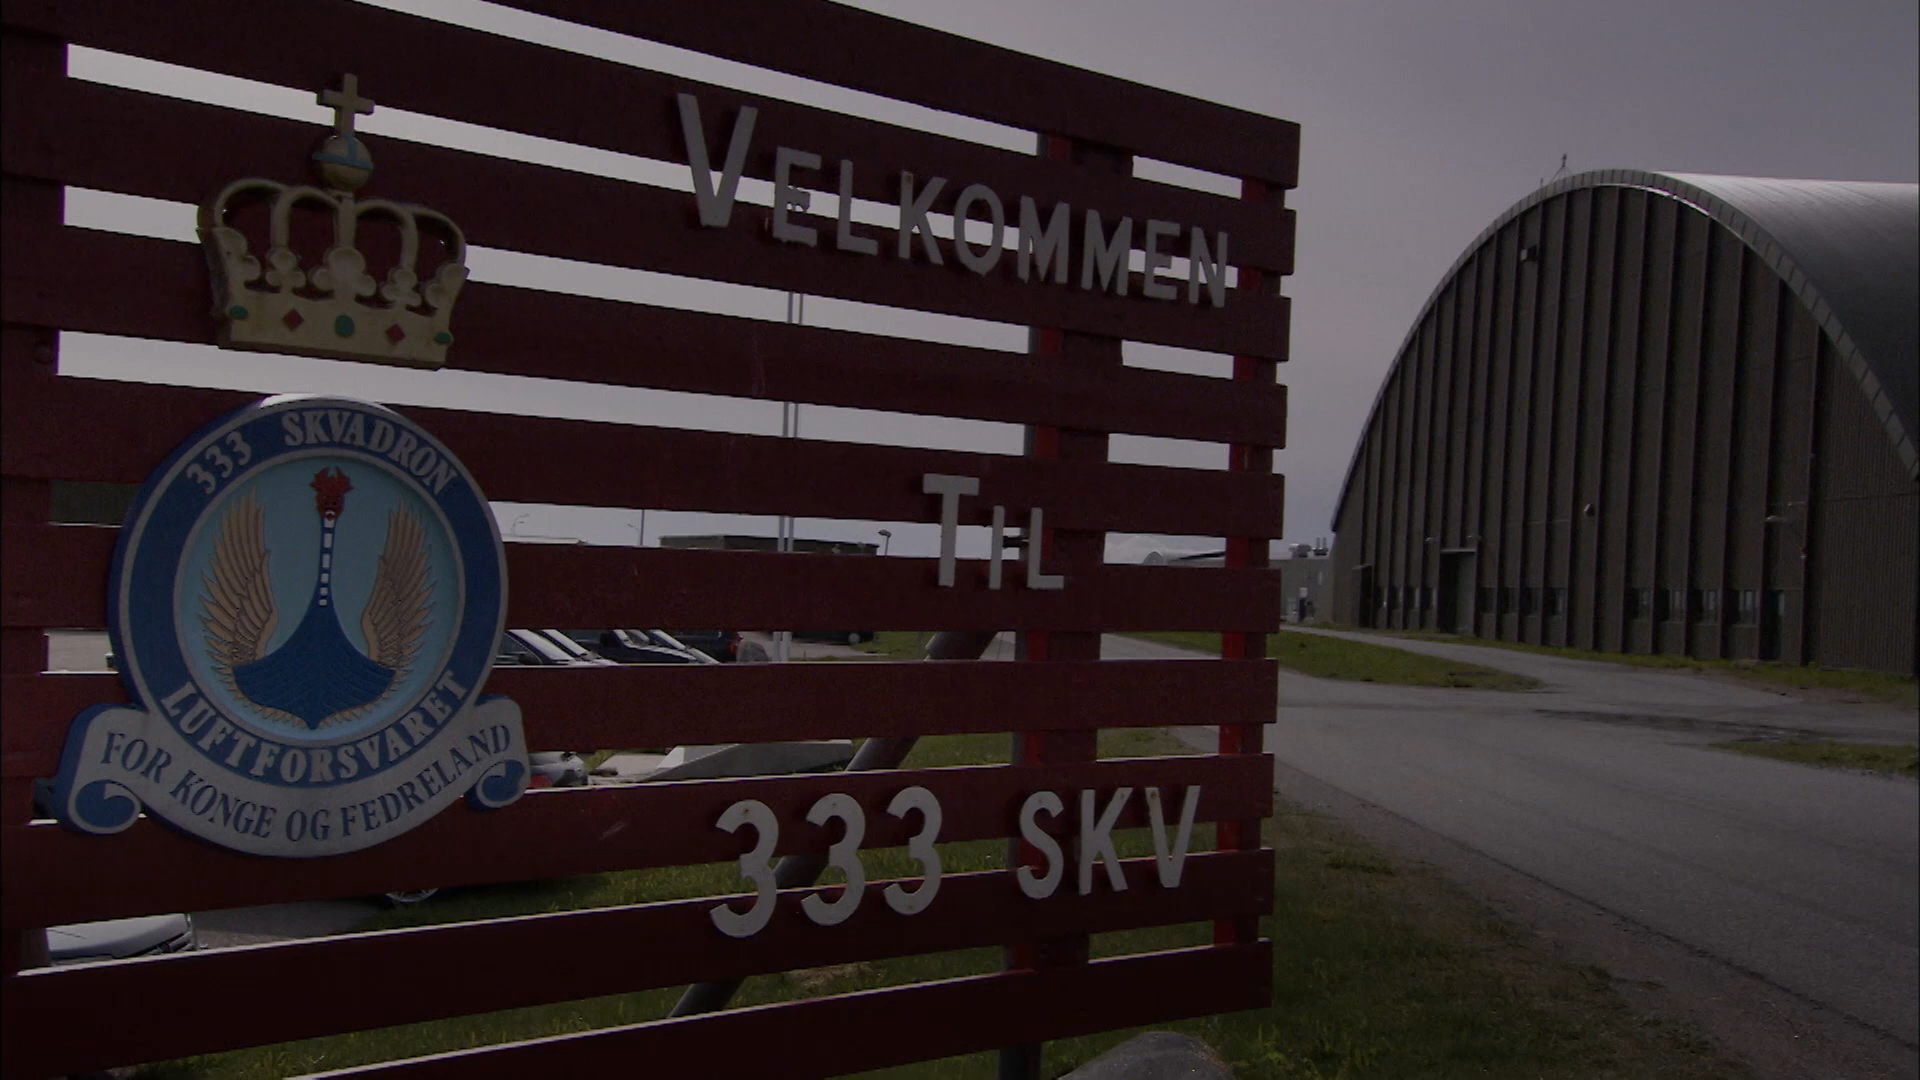 VELKOMMEN
TIL
333 SKV
333 SKVADRON
LUFTFORSVARET
FOR KONGE OG FEDRELAND